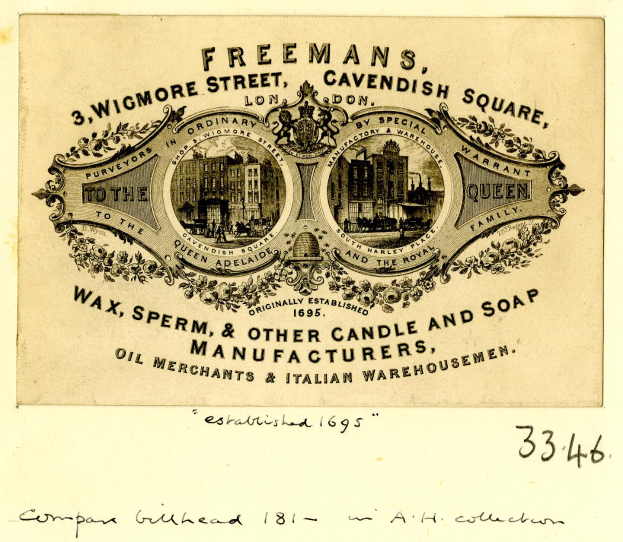 FREEMANS,
3, WIGMORE STREET, CAVENDISH SQUARE,
LON DON.
PURVEYORS IN ORDINARY BY SPECIAL WARRANT
TO THE QUEEN
TO THE QUEEN ADELAIDE AND THE ROYAL FAMILY.
SHOP 3 WIGMORE STREET,
CAVENDISH SQUARE
MANUFACTORY & WAREHOUSE
SOUTH HARLEY PLACE.
ORIGINALLY ESTABLISHED
1695.
WAX, SPERM, & OTHER CANDLE AND SOAP
MANUFACTURERS,
OIL MERCHANTS & ITALIAN WAREHOUSEMEN.
"established 1695"
33.46.
Compare billhead 181– in A.H. collection